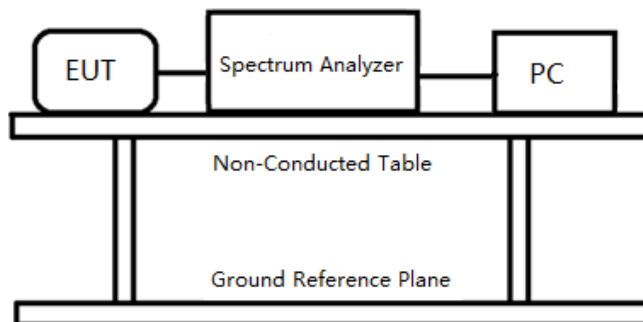 EUT
Spectrum Analyzer
PC
Non-Conducted Table
Ground Reference Plane